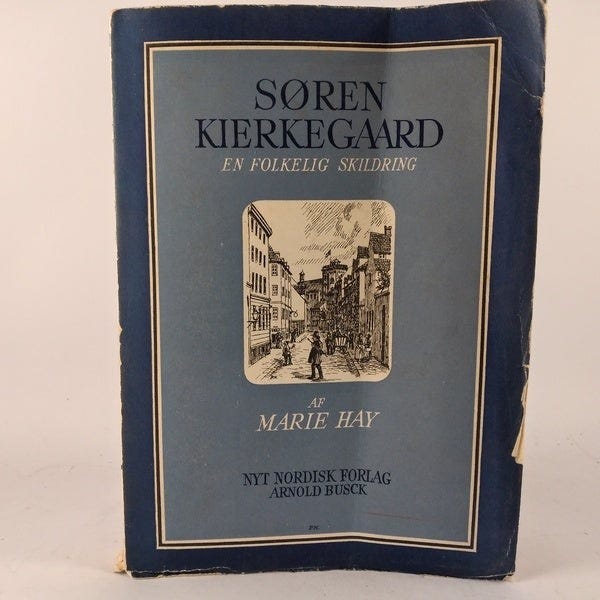 SØREN
KIERKEGAARD
EN FOLKELIG SKILDRING
AF
MARIE HAY
NYT NORDISK FORLAG
ARNOLD BUSCK